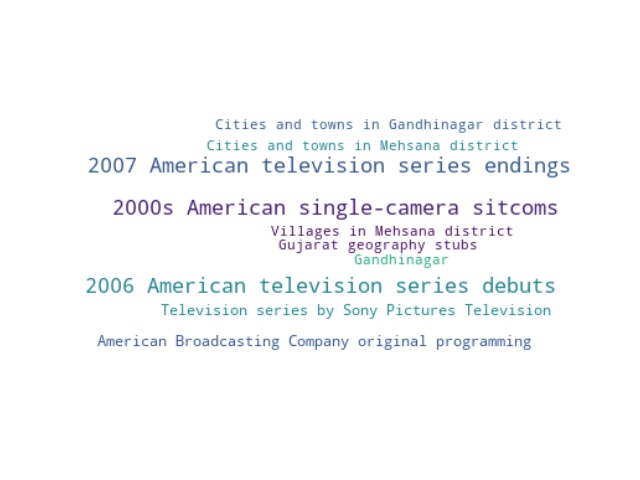 Cities and towns in Gandhinagar district
Cities and towns in Mehsana district
2007 American television series endings
2000s American single-camera sitcoms
Villages in Mehsana district
Gujarat geography stubs
Gandhinagar
2006 American television series debuts
Television series by Sony Pictures Television
American Broadcasting Company original programming